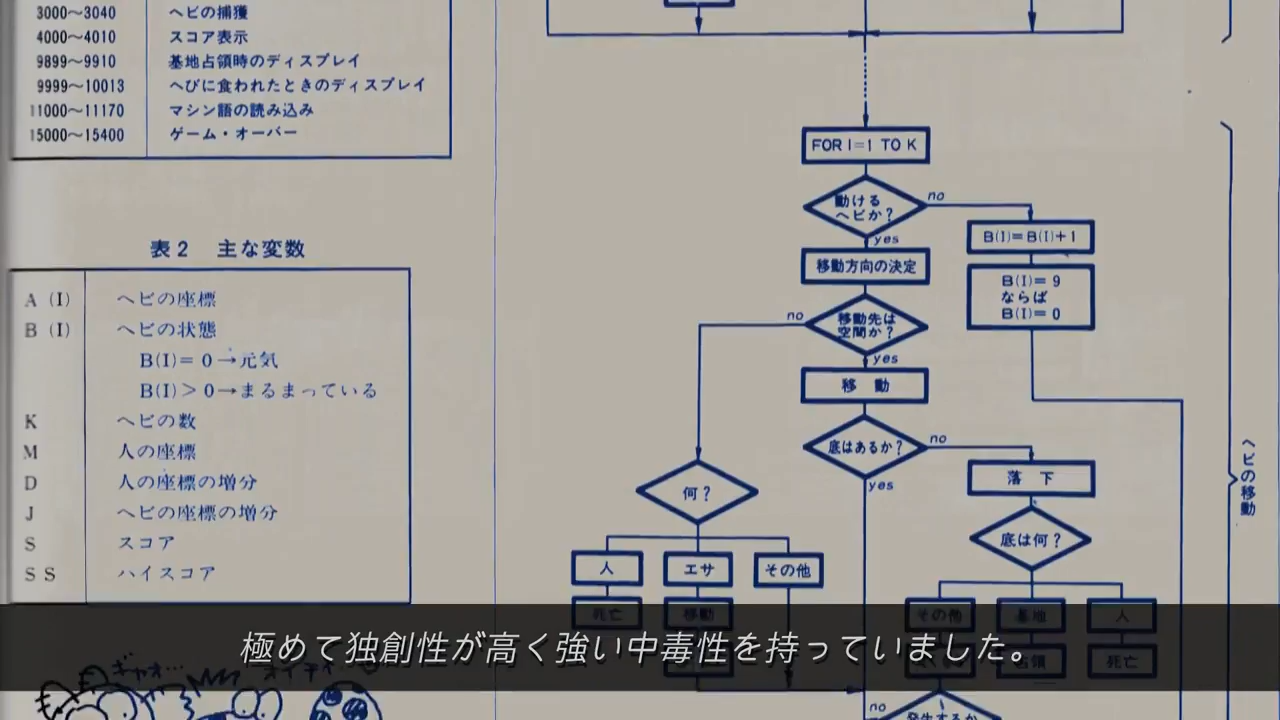 3000～3040 ヘビの捕獲
4000～4010 スコア表示
9899～9910 基地占領時のディスプレイ
9999～10013 へびに食われたときのディスプレイ
11000～11170 マシン語の読み込み
15000～15400 ゲーム・オーバー
表2 主な変数
A (I) ヘビの座標
B (I) ヘビの状態
B(I)= 0→元気
B(I)＞0→まるまっている
K ヘビの数
M 人の座標
D 人の座標の増分
J ヘビの座標の増分
S スコア
S S ハイスコア
FOR I=1 TO K
動ける
ヘビか?
no
yes
B(I)=B(I)+1
B(I)= 9
ならば
B(I)= 0
移動方向の決定
移動先は
空間か?
no
yes
移 動
底はあるか?
no
yes
落 下
何?
底は何?
人 エサ その他
死亡 移動
その他 基地 人
占領 死亡
no
発生するか
ヘビの移動
ギャオ…
極めて独創性が高く強い中毒性を持っていました。